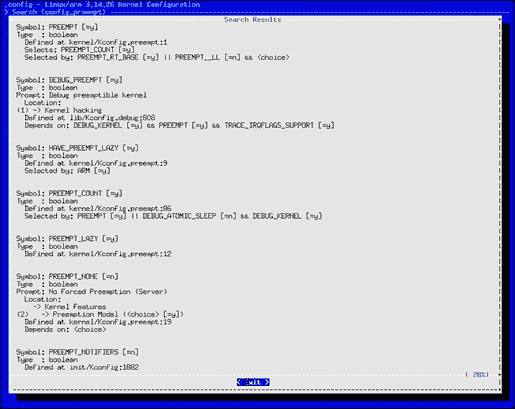 .config - Linux/arm 3.14.26 Kernel Configuration
> Search (config_preempt)
Search Results
Symbol: PREEMPT [=y]
Type : boolean
Defined at kernel/Kconfig.preempt:1
Selects: PREEMPT_COUNT [=y]
Selected by: PREEMPT_RT_BASE [=y] || PREEMPT__LL [=n] && <choice>
Symbol: DEBUG_PREEMPT [=y]
Type : boolean
Prompt: Debug preemptible kernel
Location:
(1) -> Kernel hacking
Defined at lib/Kconfig.debug:808
Depends on: DEBUG_KERNEL [=y] && PREEMPT [=y] && TRACE_IRQFLAGS_SUPPORT [=y]
Symbol: HAVE_PREEMPT_LAZY [=y]
Type : boolean
Defined at kernel/Kconfig.preempt:9
Selected by: ARM [=y]
Symbol: PREEMPT_COUNT [=y]
Type : boolean
Defined at kernel/Kconfig.preempt:86
Selected by: PREEMPT [=y] || DEBUG_ATOMIC_SLEEP [=n] && DEBUG_KERNEL [=y]
Symbol: PREEMPT_LAZY [=y]
Type : boolean
Defined at kernel/Kconfig.preempt:12
Symbol: PREEMPT_NONE [=n]
Type : boolean
Prompt: No Forced Preemption (Server)
Location:
-> Kernel Features
(2) -> Preemption Model (<choice> [=y])
Defined at kernel/Kconfig.preempt:19
Depends on: <choice>
Symbol: PREEMPT_NOTIFIERS [=n]
Type : boolean
Defined at init/Kconfig:1882
( 28%)
< Exit >